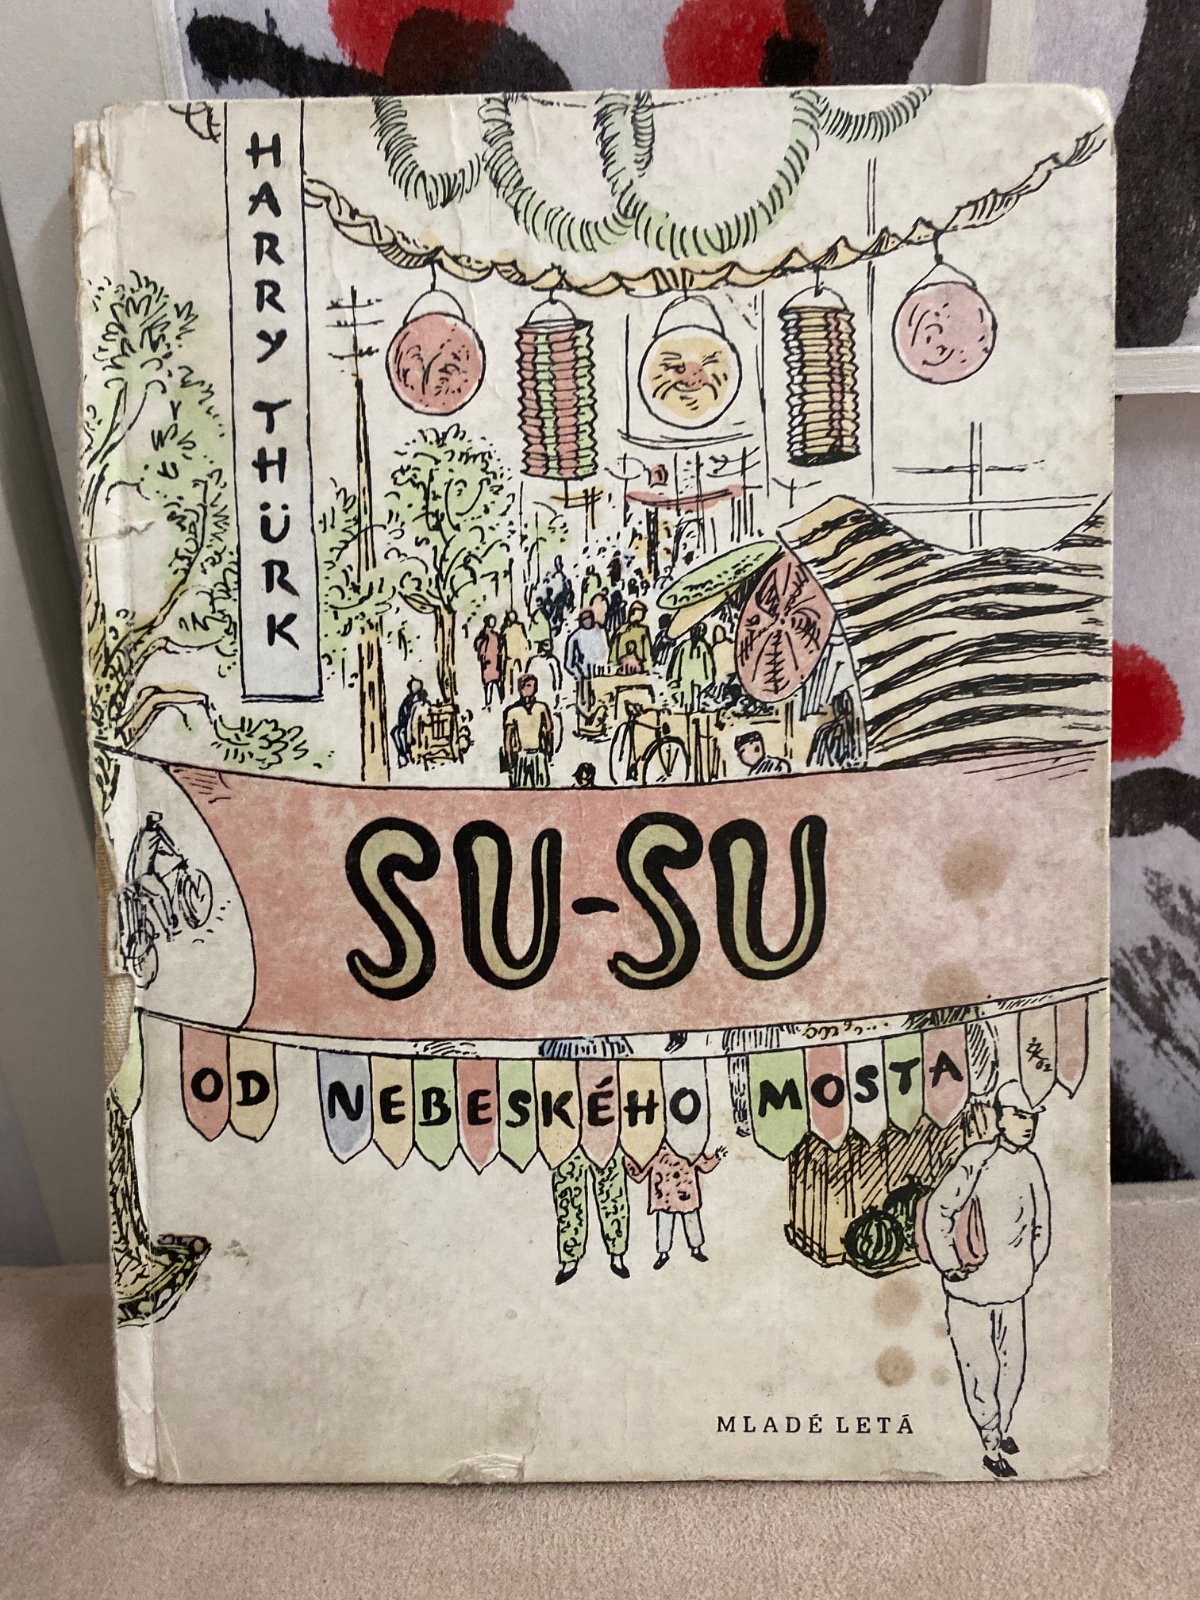 HARRY THÜRK
SU-SU
OD NEBESKÉHO MOSTA
MLADÉ LETÁ